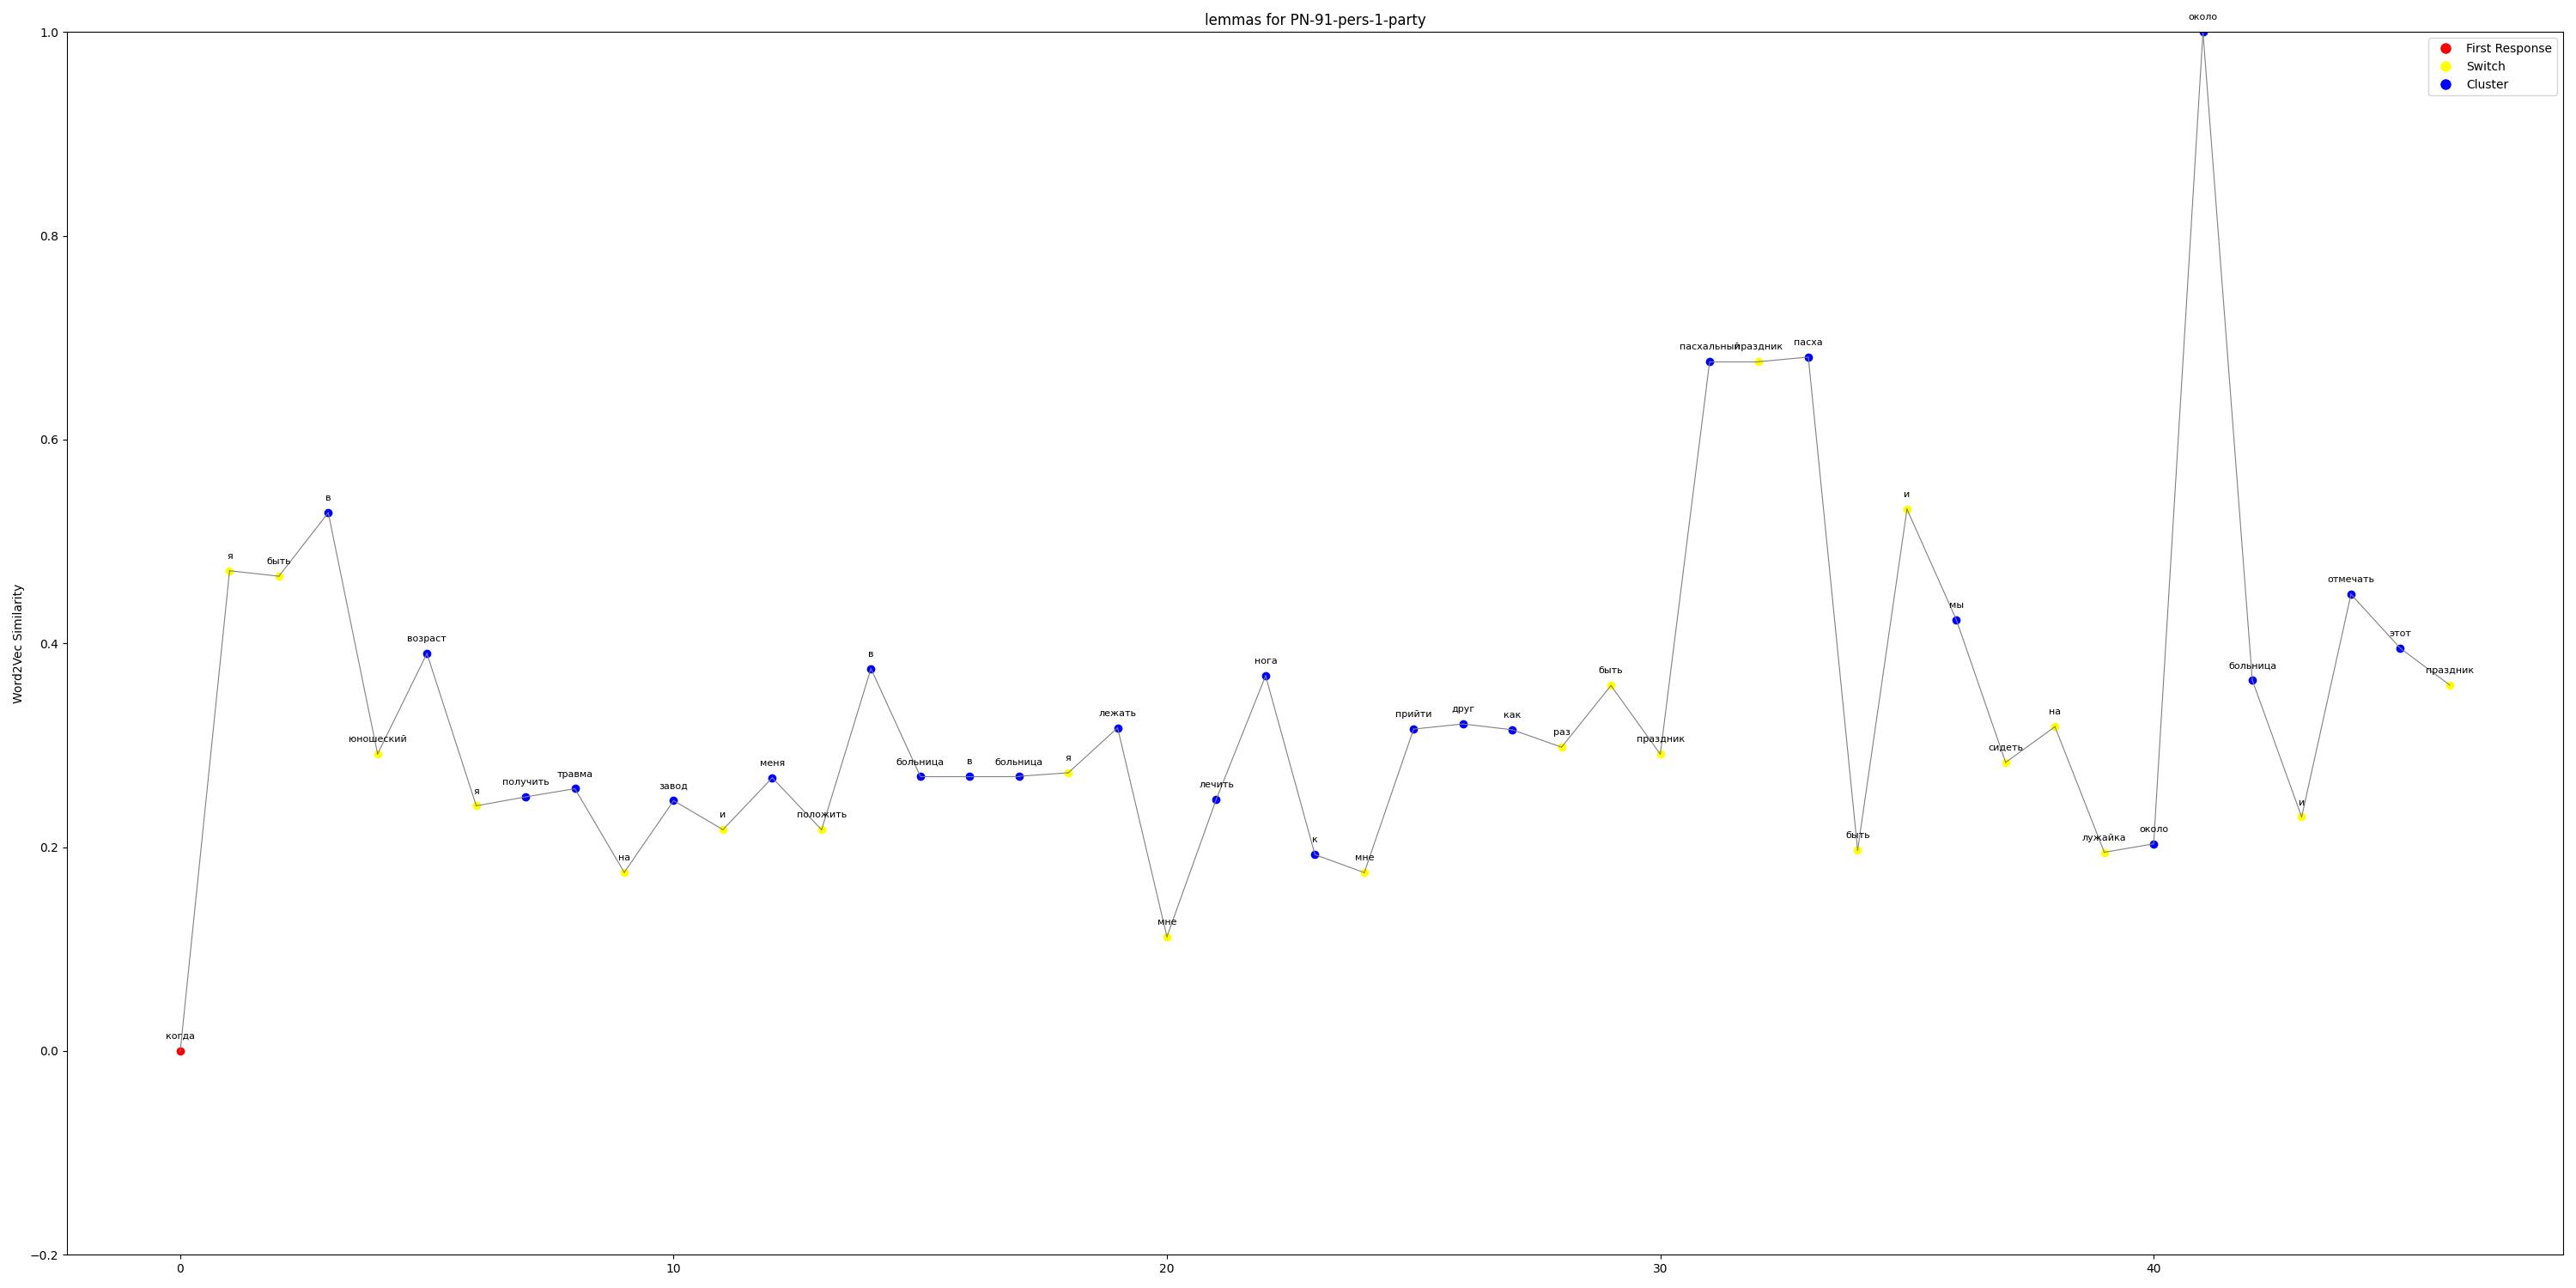 lemmas for PN-91-pers-1-party
First Response
Switch
Cluster
Word2Vec Similarity
1.0
0.8
0.6
0.4
0.2
0.0
−0.2
0
10
20
30
40
когда
я
быть
в
юношеский
возраст
я
получить
травма
на
завод
и
меня
положить
в
больница
в
больница
я
лежать
мне
лечить
нога
к
мне
прийти
друг
как
раз
быть
праздник
пасхальный
праздник
пасха
быть
и
мы
сидеть
на
лужайка
около
около
больница
и
отмечать
этот
праздник